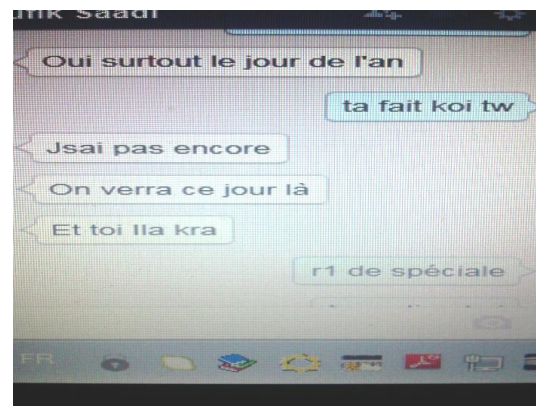 Saadi
Oui surtout le jour de l'an
ta fait koi tw
Jsai pas encore
On verra ce jour là
Et toi lla kra
r1 de spéciale
FR